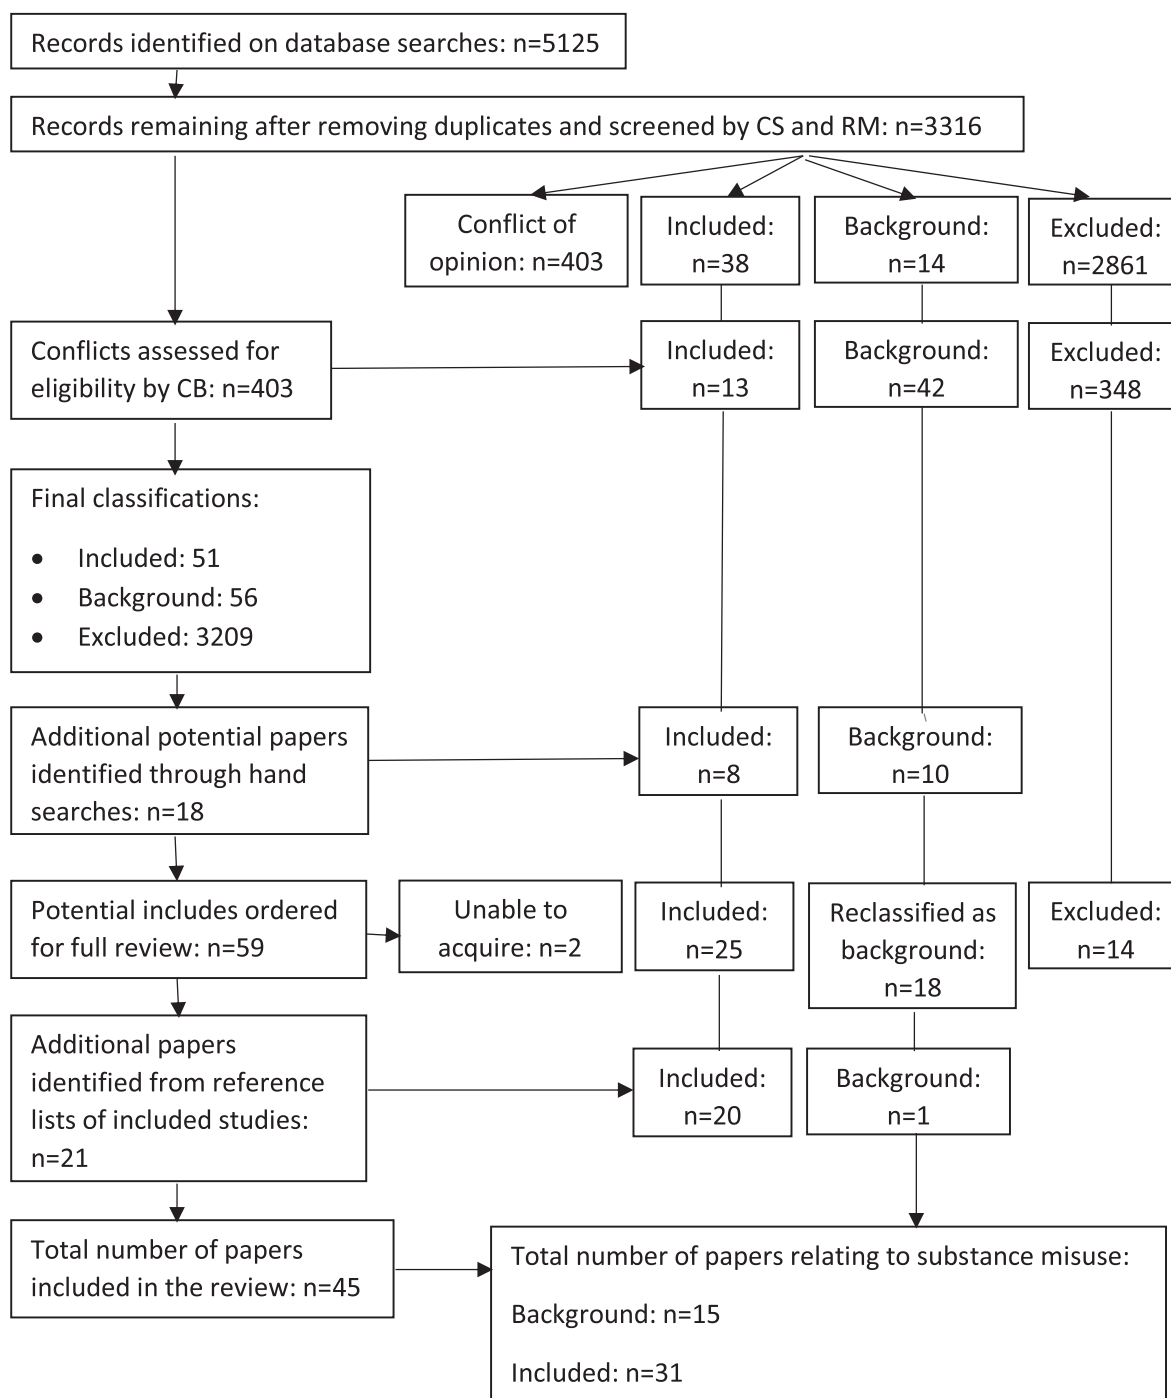 Records identified on database searches: n=5125
Records remaining after removing duplicates and screened by CS and RM: n=3316
Conflict of
opinion: n=403
Included:
n=38
Background:
n=14
Excluded:
n=2861
Conflicts assessed for
eligibility by CB: n=403
Included:
n=13
Background:
n=42
Excluded:
n=348
Final classifications:
• Included: 51
• Background: 56
• Excluded: 3209
Additional potential papers
identified through hand
searches: n=18
Included:
n=8
Background:
n=10
Potential includes ordered
for full review: n=59
Unable to
acquire: n=2
Included:
n=25
Reclassified as
background:
n=18
Excluded:
n=14
Additional papers
identified from reference
lists of included studies:
n=21
Included:
n=20
Background:
n=1
Total number of papers
included in the review: n=45
Total number of papers relating to substance misuse:
Background: n=15
Included: n=31